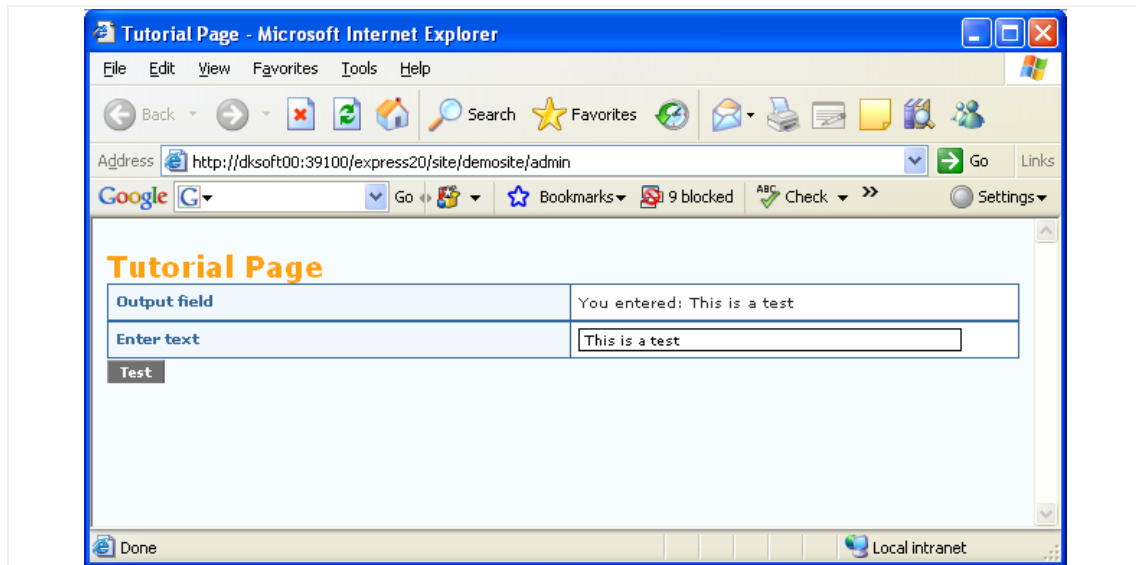 Tutorial Page - Microsoft Internet Explorer
File Edit View Favorites Tools Help
Back Search Favorites
Address http://dksoft00:39100/express20/site/demosite/admin Go Links
Google G Go Bookmarks 9 blocked ABC Check » Settings
Tutorial Page
Output field You entered: This is a test
Enter text This is a test
Test
Done Local intranet